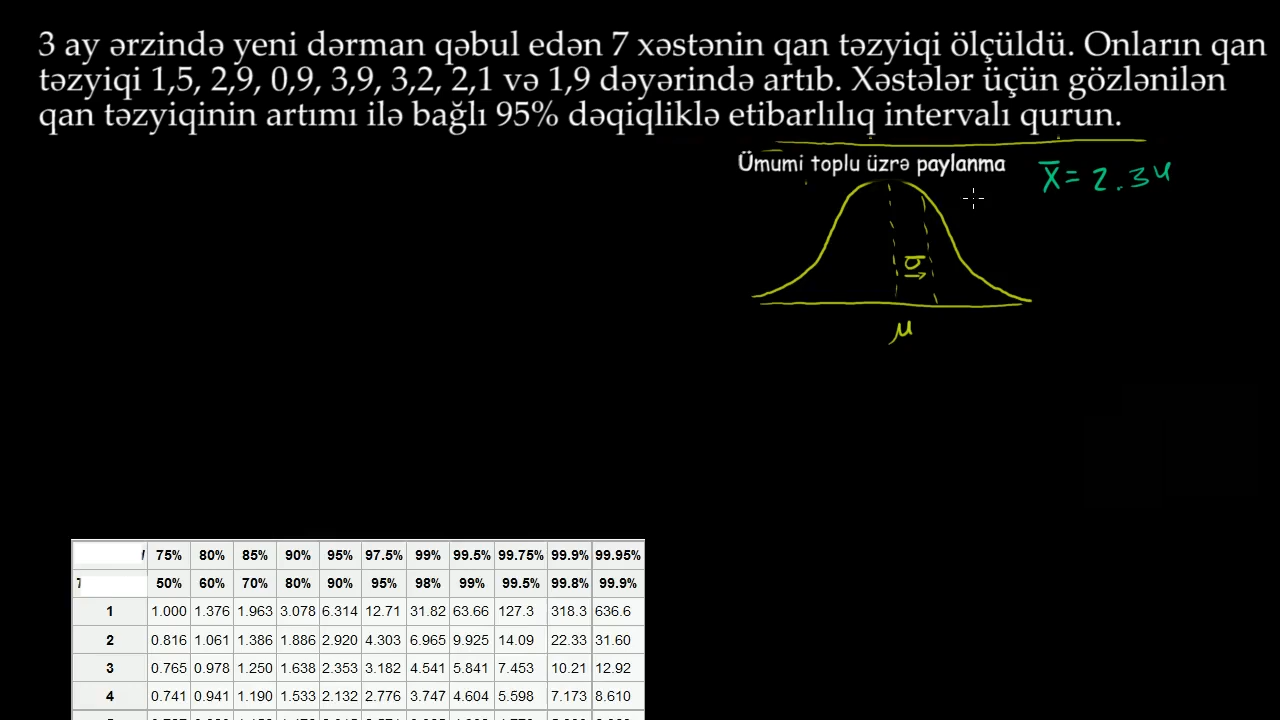 3 ay ərzində yeni dərman qəbul edən 7 xəstənin qan təzyiqi ölçüldü. Onların qan
təzyiqi 1,5, 2,9, 0,9, 3,9, 3,2, 2,1 və 1,9 dəyərində artıb. Xəstələr üçün gözlənilən
qan təzyiqinin artımı ilə bağlı 95% dəqiqliklə etibarlılıq intervalı qurun.
Ümumi toplu üzrə paylanma
x̅ = 2.34
σ
μ
75% 80% 85% 90% 95% 97.5% 99% 99.5% 99.75% 99.9% 99.95%
50% 60% 70% 80% 90% 95% 98% 99% 99.5% 99.8% 99.9%
1 1.000 1.376 1.963 3.078 6.314 12.71 31.82 63.66 127.3 318.3 636.6
2 0.816 1.061 1.386 1.886 2.920 4.303 6.965 9.925 14.09 22.33 31.60
3 0.765 0.978 1.250 1.638 2.353 3.182 4.541 5.841 7.453 10.21 12.92
4 0.741 0.941 1.190 1.533 2.132 2.776 3.747 4.604 5.598 7.173 8.610